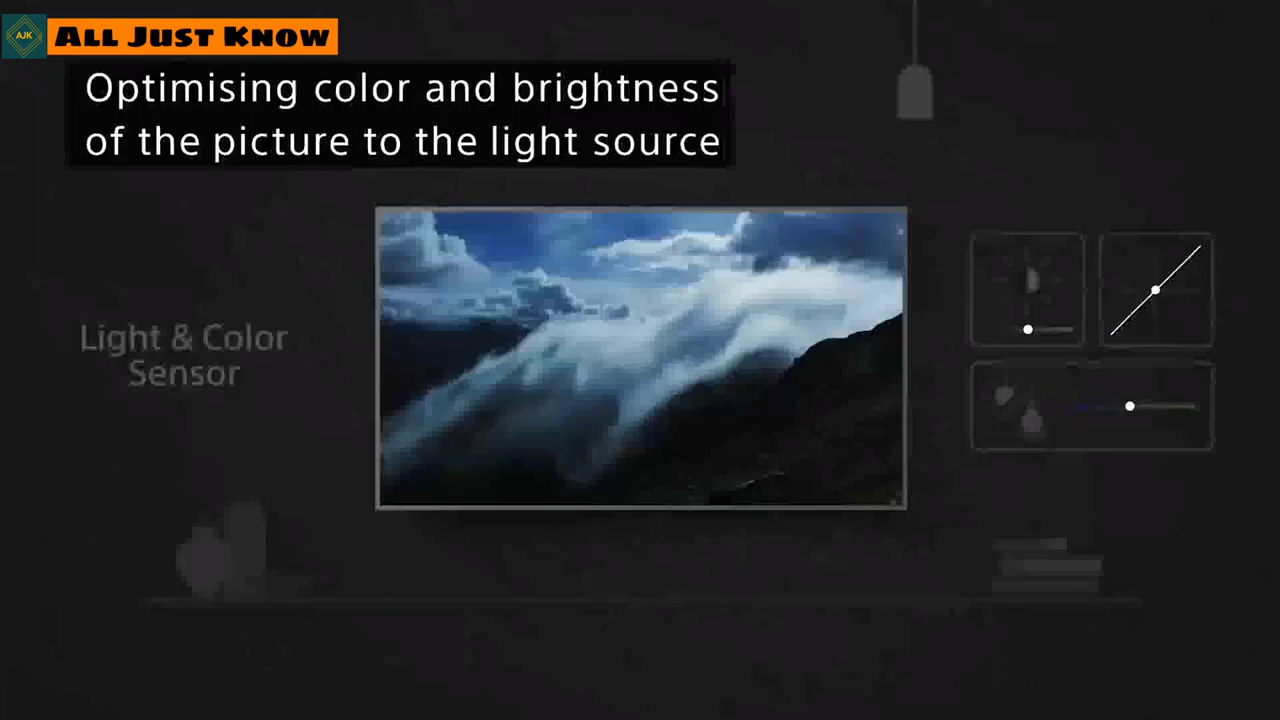 AJK
All Just Know
Optimising color and brightness
of the picture to the light source
Light & Color
Sensor